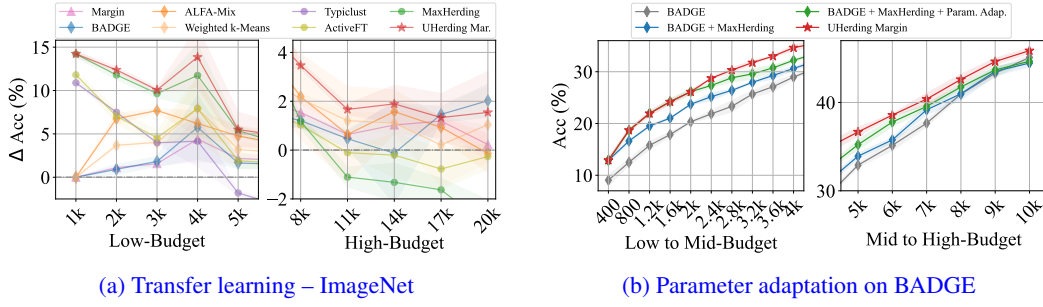 Margin
BADGE
ALFA-Mix
Weighted k-Means
Typiclust
ActiveFT
MaxHerding
UHerding Mar.
Δ Acc (%)
15
10
5
0
1k 2k 3k 4k 5k
Low-Budget
4
2
0
−2
8k 11k 14k 17k 20k
High-Budget
(a) Transfer learning – ImageNet
BADGE
BADGE + MaxHerding
BADGE + MaxHerding + Param. Adap.
UHerding Margin
Acc (%)
30
20
10
400 800 1.2k 1.6k 2k 2.4k 2.8k 3.2k 3.6k 4k
Low to Mid-Budget
40
30
5k 6k 7k 8k 9k 10k
Mid to High-Budget
(b) Parameter adaptation on BADGE